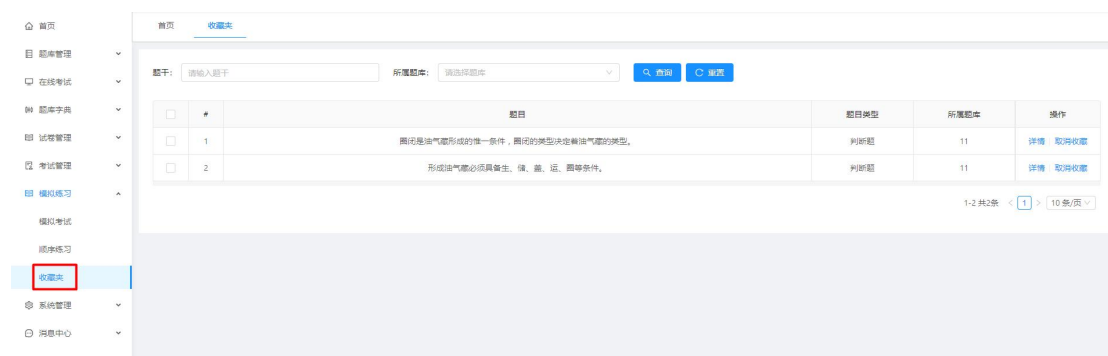 首页
题库管理
在线考试
题库字典
试卷管理
考试管理
模拟练习
模拟考试
顺序练习
收藏夹
系统管理
消息中心
首页 收藏夹
题干： 请输入题干 所属题库： 请选择题库 查询 重置
# 题目 题目类型 所属题库 操作
1 圈闭是油气藏形成的惟一条件，圈闭的类型决定着油气藏的类型。 判断题 11 详情 取消收藏
2 形成油气藏必须具备生、储、盖、运、圈等条件。 判断题 11 详情 取消收藏
1-2 共2条 < 1 > 10 条/页